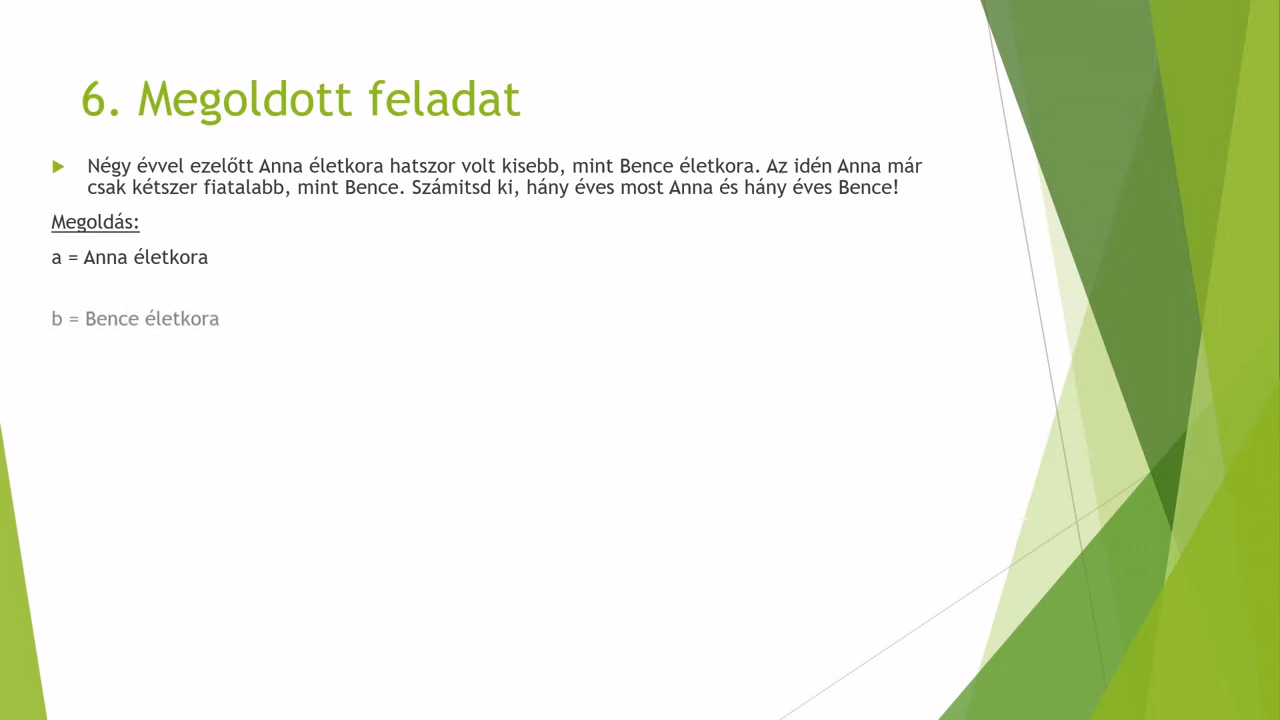 6. Megoldott feladat
Négy évvel ezelőtt Anna életkora hatszor volt kisebb, mint Bence életkora. Az idén Anna már
csak kétszer fiatalabb, mint Bence. Számitsd ki, hány éves most Anna és hány éves Bence!
Megoldás:
a = Anna életkora
b = Bence életkora